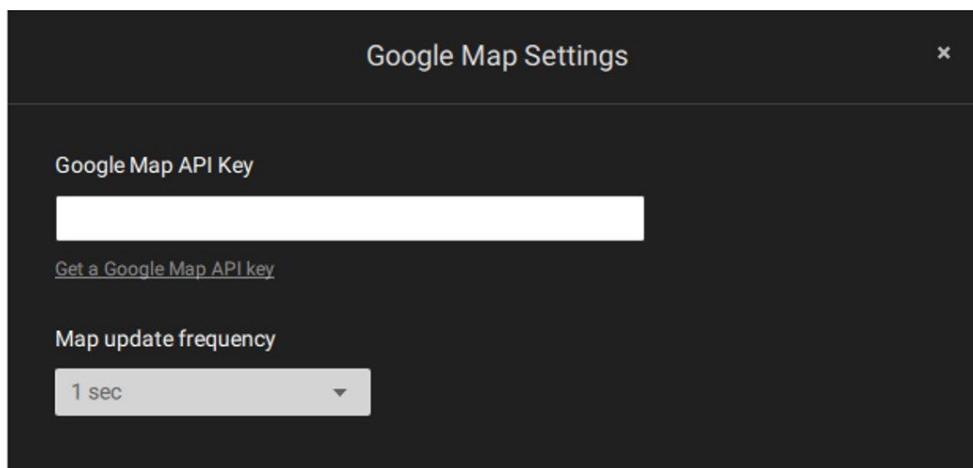 Google Map Settings ×
Google Map API Key
Get a Google Map API key
Map update frequency
1 sec